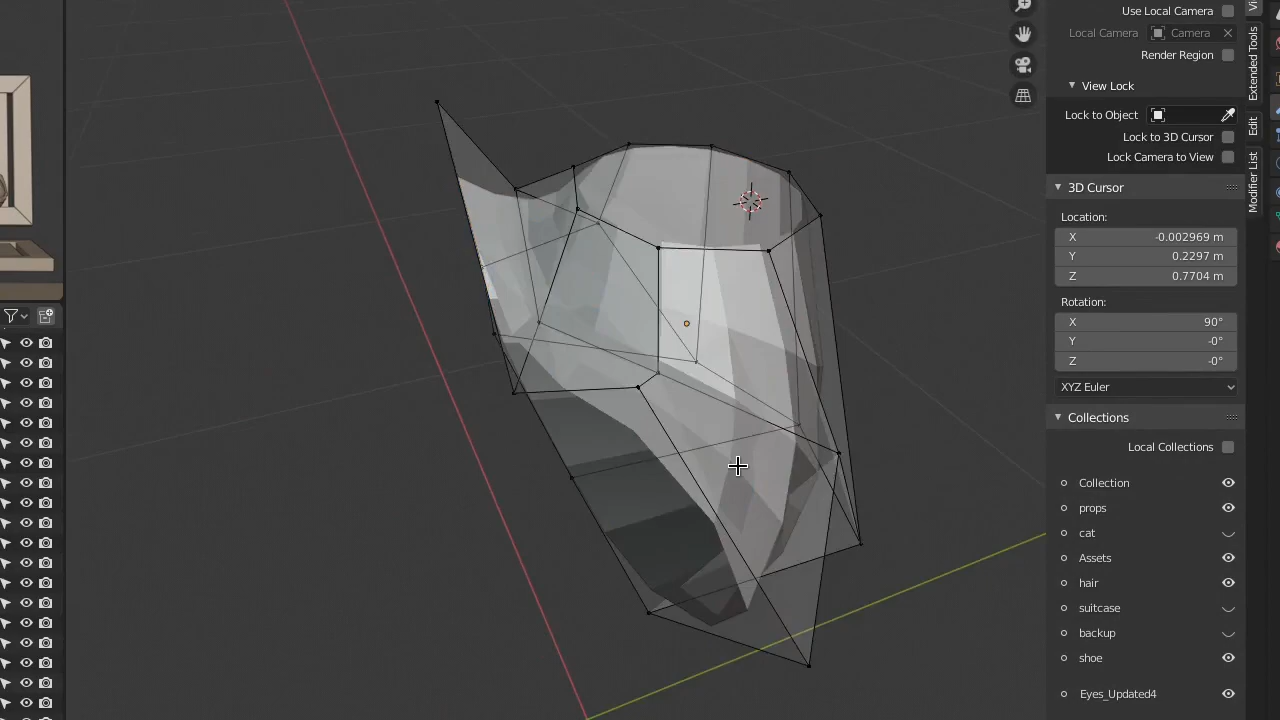 Use Local Camera
Local Camera
Camera
Render Region
View Lock
Lock to Object
Lock to 3D Cursor
Lock Camera to View
3D Cursor
Location:
X -0.002969 m
Y 0.2297 m
Z 0.7704 m
Rotation:
X 90°
Y -0°
Z -0°
XYZ Euler
Collections
Local Collections
Collection
props
cat
Assets
hair
suitcase
backup
shoe
Eyes_Updated4
Extended Tools
Edit
Modifier List